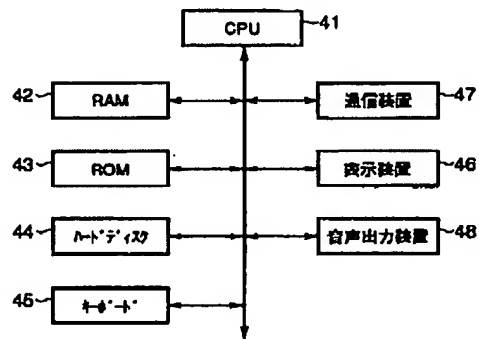 CPU 41
42 RAM
通信装置 47
43 ROM
表示装置 46
44 ﾊｰﾄﾞﾃﾞｨｽｸ
音声出力装置 48
45 ｷｰﾎﾞｰﾄﾞ